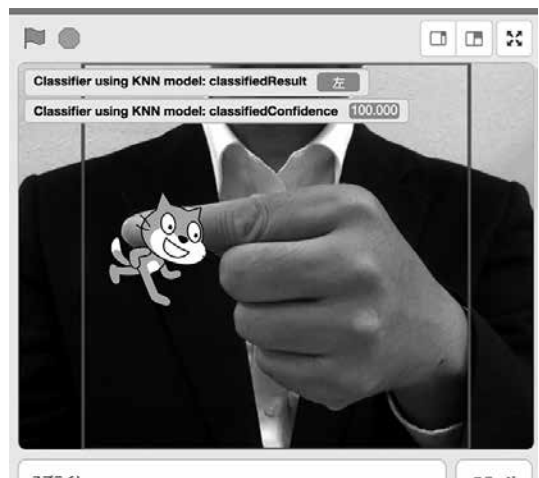 Classifier using KNN model: classifiedResult 左
Classifier using KNN model: classifiedConfidence 100.000